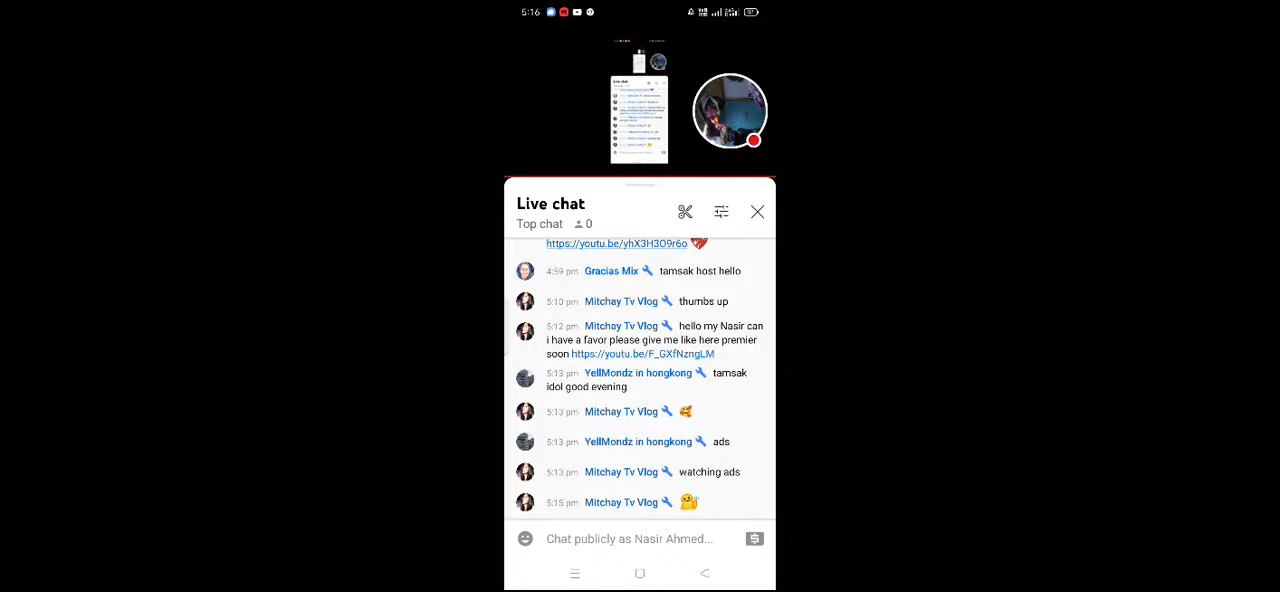 5:16
Live chat
Top chat 0
https://youtu.be/yhX3H3O9r6o
4:59 pm Gracias Mix tamsak host hello
5:10 pm Mitchay Tv Vlog thumbs up
5:12 pm Mitchay Tv Vlog hello my Nasir can
i have a favor please give me like here premier
soon https://youtu.be/F_GXfNzngLM
5:13 pm YellMondz in hongkong tamsak
idol good evening
5:13 pm Mitchay Tv Vlog 🥰
5:13 pm YellMondz in hongkong ads
5:13 pm Mitchay Tv Vlog watching ads
5:15 pm Mitchay Tv Vlog
Chat publicly as Nasir Ahmed...